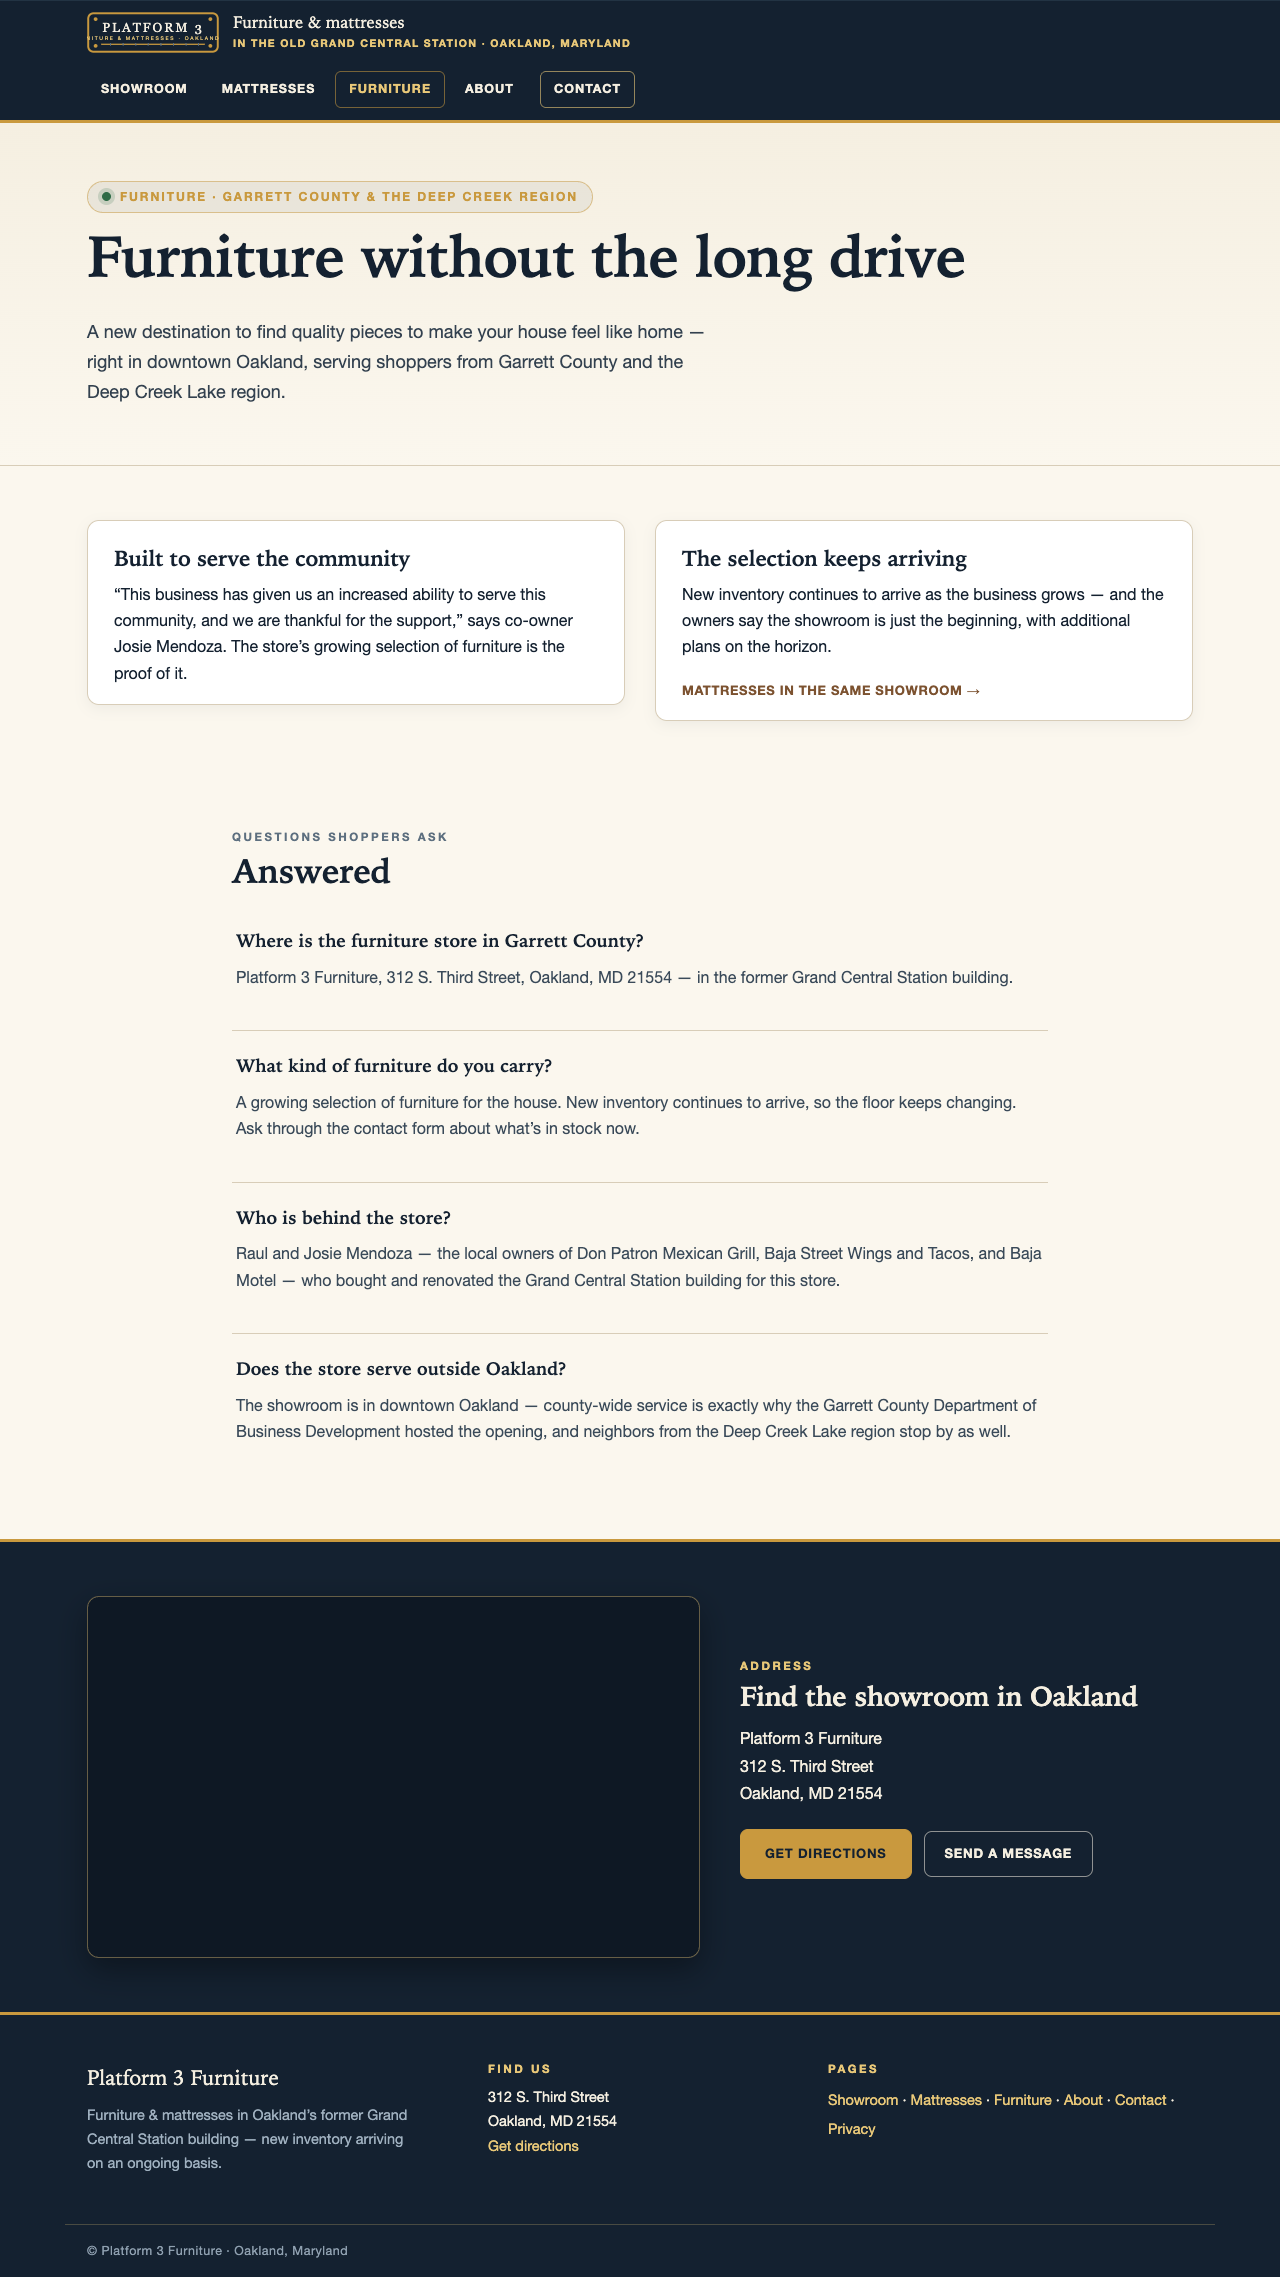 PLATFORM 3
Furniture & mattresses
IN THE OLD GRAND CENTRAL STATION · OAKLAND, MARYLAND
SHOWROOM MATTRESSES FURNITURE ABOUT CONTACT
FURNITURE · GARRETT COUNTY & THE DEEP CREEK REGION
Furniture without the long drive
A new destination to find quality pieces to make your house feel like home —
right in downtown Oakland, serving shoppers from Garrett County and the
Deep Creek Lake region.
Built to serve the community
“This business has given us an increased ability to serve this
community, and we are thankful for the support,” says co-owner
Josie Mendoza. The store’s growing selection of furniture is the
proof of it.
The selection keeps arriving
New inventory continues to arrive as the business grows — and the
owners say the showroom is just the beginning, with additional
plans on the horizon.
MATTRESSES IN THE SAME SHOWROOM →
QUESTIONS SHOPPERS ASK
Answered
Where is the furniture store in Garrett County?
Platform 3 Furniture, 312 S. Third Street, Oakland, MD 21554 — in the former Grand Central Station building.
What kind of furniture do you carry?
A growing selection of furniture for the house. New inventory continues to arrive, so the floor keeps changing.
Ask through the contact form about what’s in stock now.
Who is behind the store?
Raul and Josie Mendoza — the local owners of Don Patron Mexican Grill, Baja Street Wings and Tacos, and Baja
Motel — who bought and renovated the Grand Central Station building for this store.
Does the store serve outside Oakland?
The showroom is in downtown Oakland — county-wide service is exactly why the Garrett County Department of
Business Development hosted the opening, and neighbors from the Deep Creek Lake region stop by as well.
ADDRESS
Find the showroom in Oakland
Platform 3 Furniture
312 S. Third Street
Oakland, MD 21554
GET DIRECTIONS SEND A MESSAGE
Platform 3 Furniture
Furniture & mattresses in Oakland’s former Grand
Central Station building — new inventory arriving
on an ongoing basis.
FIND US
312 S. Third Street
Oakland, MD 21554
Get directions
PAGES
Showroom · Mattresses · Furniture · About · Contact ·
Privacy
© Platform 3 Furniture · Oakland, Maryland